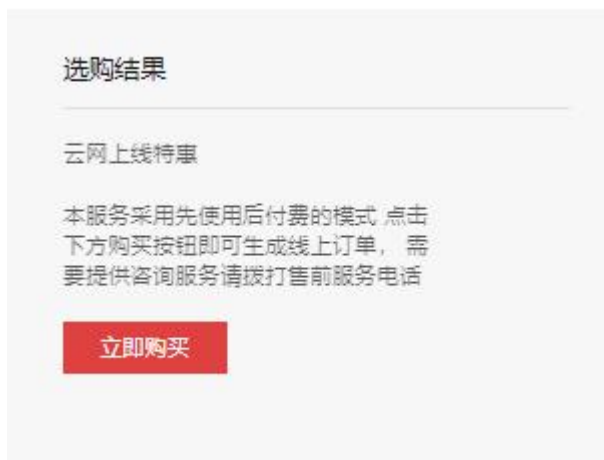 选购结果
云网上线特惠
本服务采用先使用后付费的模式 点击
下方购买按钮即可生成线上订单， 需
要提供咨询服务请拨打售前服务电话
立即购买